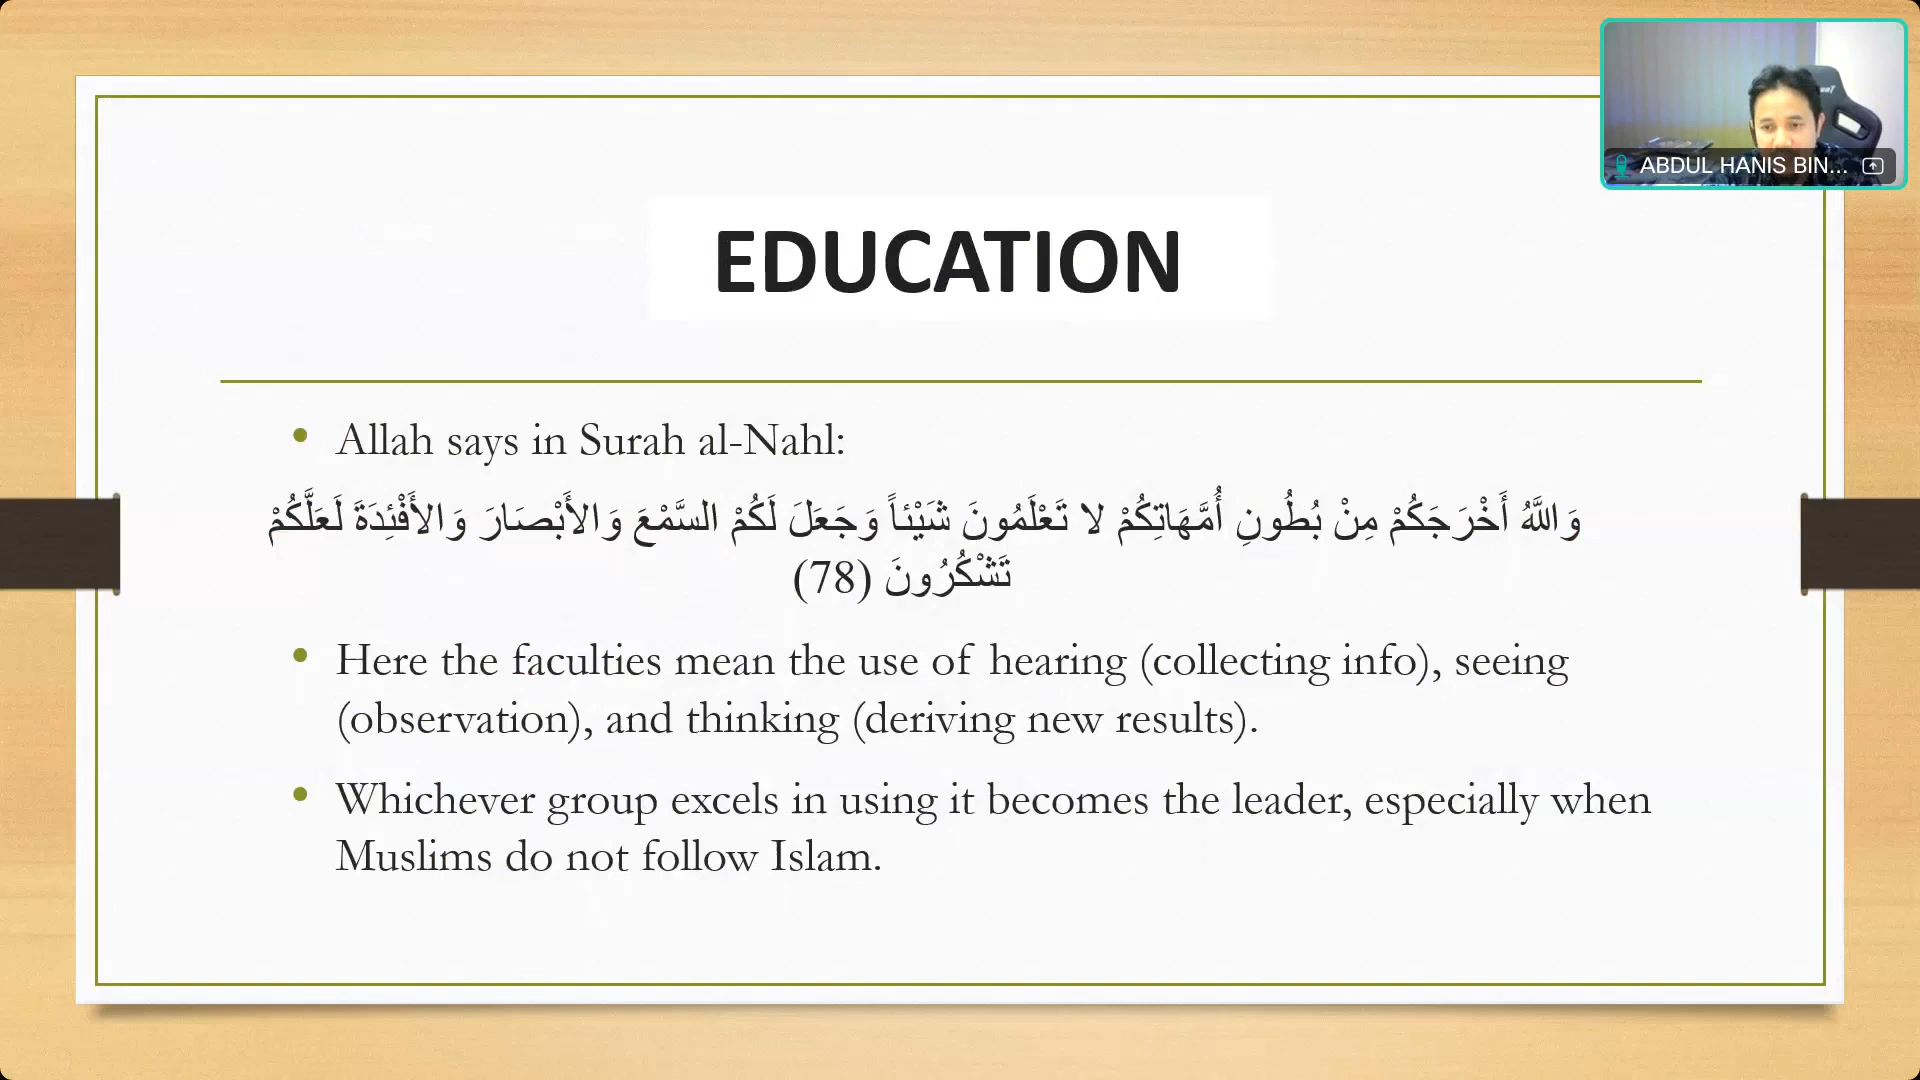 ABDUL HANIS BIN...
EDUCATION
• Allah says in Surah al-Nahl:
وَاللَّهُ أَخْرَجَكُمْ مِنْ بُطُونِ أُمَّهَاتِكُمْ لا تَعْلَمُونَ شَيْئاً وَجَعَلَ لَكُمْ السَّمْعَ وَالأَبْصَارَ وَالأَفْئِدَةَ لَعَلَّكُمْ
تَشْكُرُونَ (78)
• Here the faculties mean the use of hearing (collecting info), seeing
(observation), and thinking (deriving new results).
• Whichever group excels in using it becomes the leader, especially when
Muslims do not follow Islam.